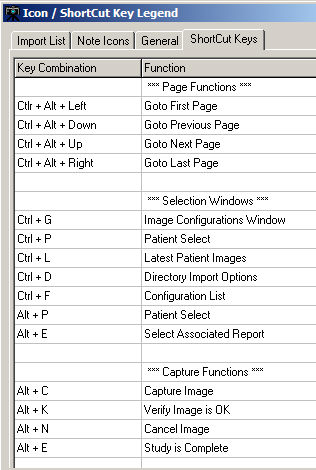 Icon / ShortCut Key Legend
Import List Note Icons General ShortCut Keys
Key Combination Function
*** Page Functions ***
Ctlr + Alt + Left Goto First Page
Ctrl + Alt + Down Goto Previous Page
Ctrl + Alt + Up Goto Next Page
Ctrl + Alt + Right Goto Last Page
*** Selection Windows ***
Ctrl + G Image Configurations Window
Ctrl + P Patient Select
Ctrl + L Latest Patient Images
Ctrl + D Directory Import Options
Ctrl + F Configuration List
Alt + P Patient Select
Alt + E Select Associated Report
*** Capture Functions ***
Alt + C Capture Image
Alt + K Verify Image is OK
Alt + N Cancel Image
Alt + E Study is Complete